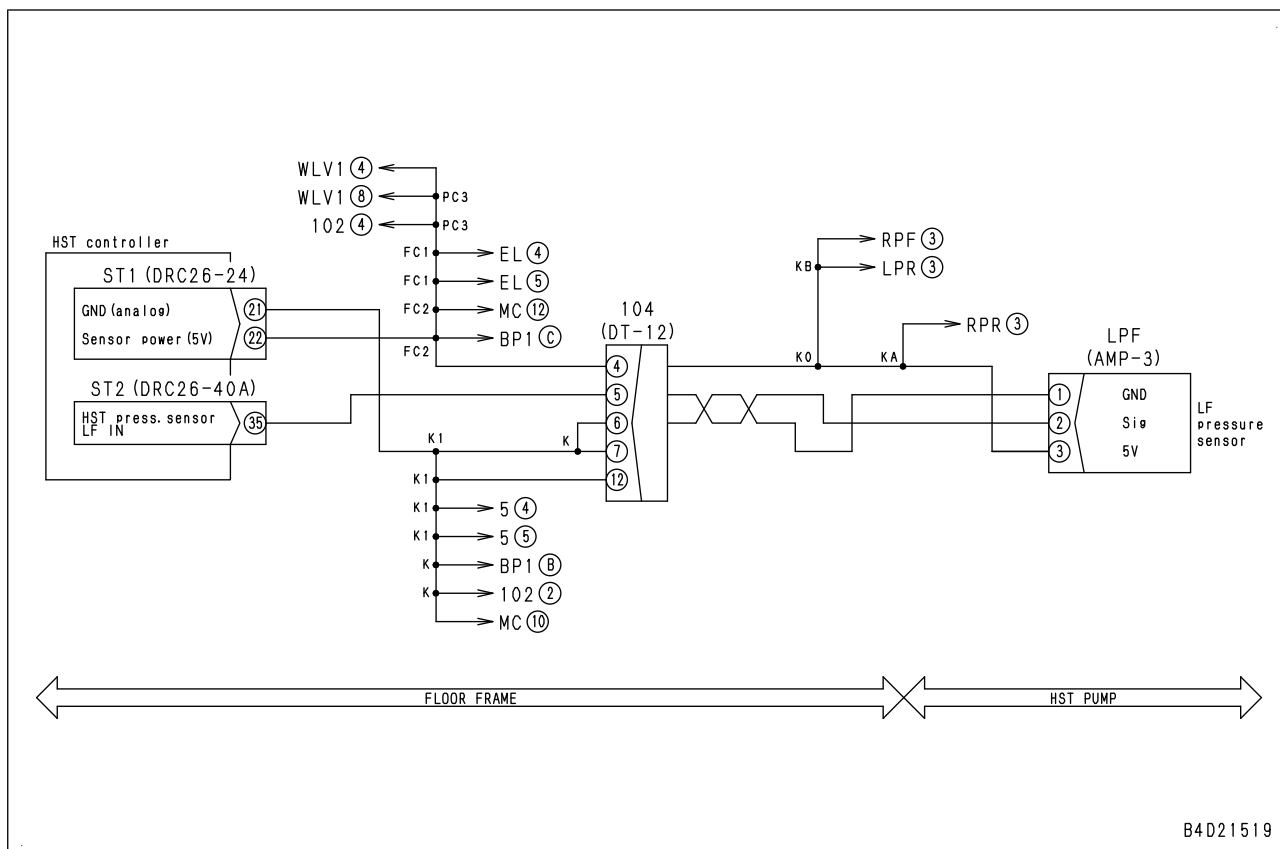 WLV1 4
WLV1 8
PC3
102 4
PC3
HST controller
ST1 (DRC26-24)
GND (analog)
21
Sensor power (5V)
22
ST2 (DRC26-40A)
HST press. sensor
LF IN
35
FC1
EL 4
FC1
EL 5
FC2
MC 12
FC2
BP1 C
104
(DT-12)
4
5
6
7
12
K1
K
K1
K1
5 4
K1
5 5
K
BP1 B
K
102 2
MC 10
RPF 3
KB
LPR 3
RPR 3
K0
KA
LPF
(AMP-3)
1
GND
2
Sig
3
5V
LF
pressure
sensor
FLOOR FRAME
HST PUMP
B4D21519